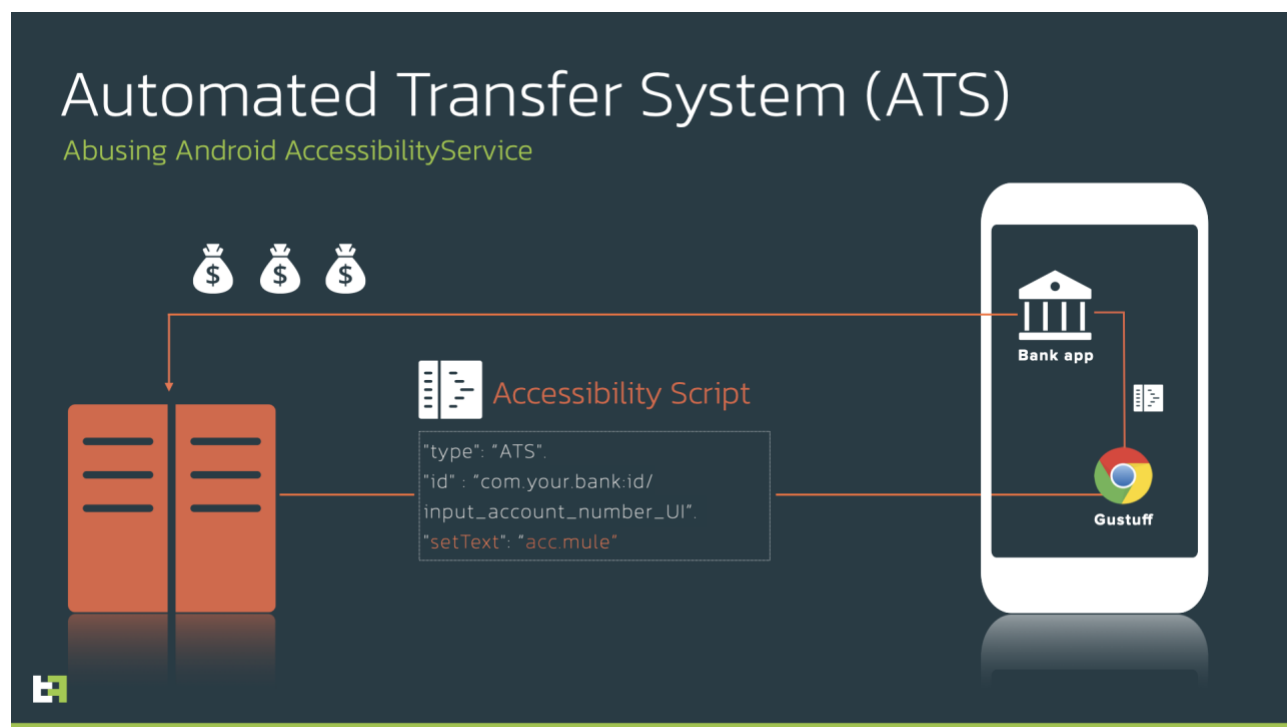 Automated Transfer System (ATS)
Abusing Android AccessibilityService
$ $ $
Bank app
Accessibility Script
"type": "ATS".
"id" : "com.your.bank:id/
input_account_number_UI".
"setText": "acc.mule"
Gustuff